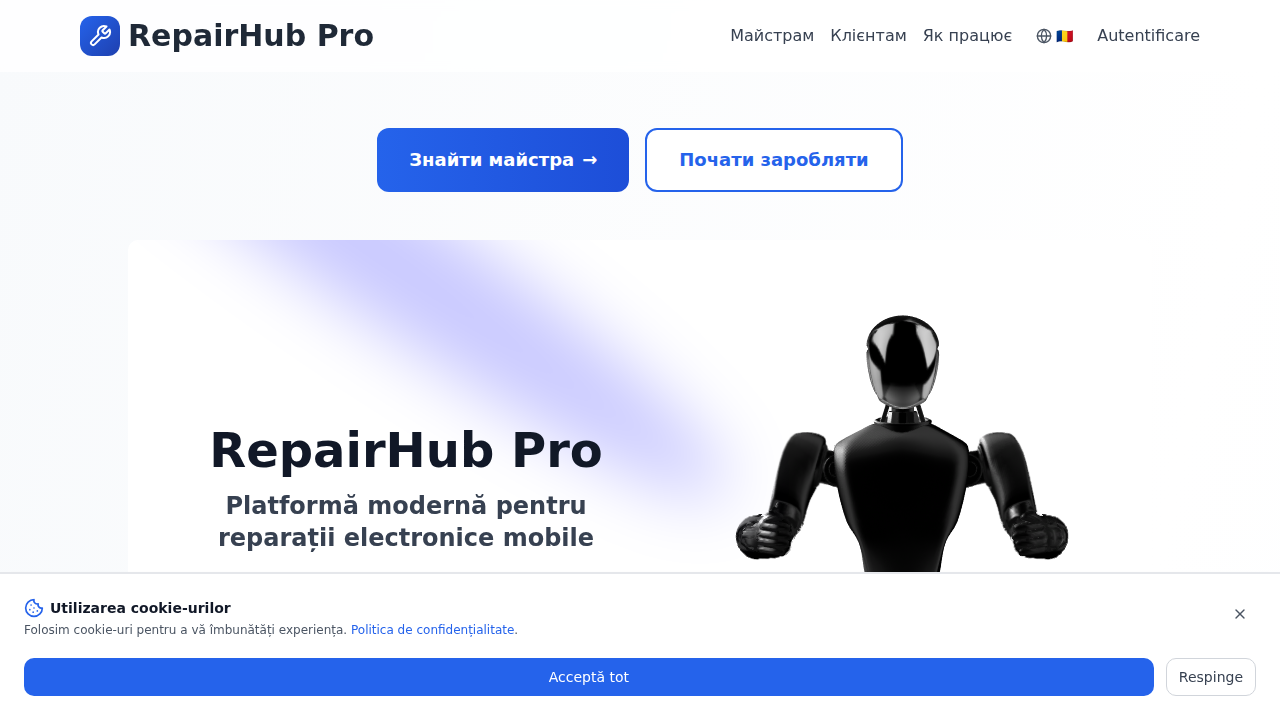 RepairHub Pro
Майстрам Клієнтам Як працює Autentificare
Знайти майстра →
Почати заробляти
RepairHub Pro
Platformă modernă pentru
reparații electronice mobile
Utilizarea cookie-urilor
Folosim cookie-uri pentru a vă îmbunătăți experiența. Politica de confidențialitate.
Acceptă tot
Respinge